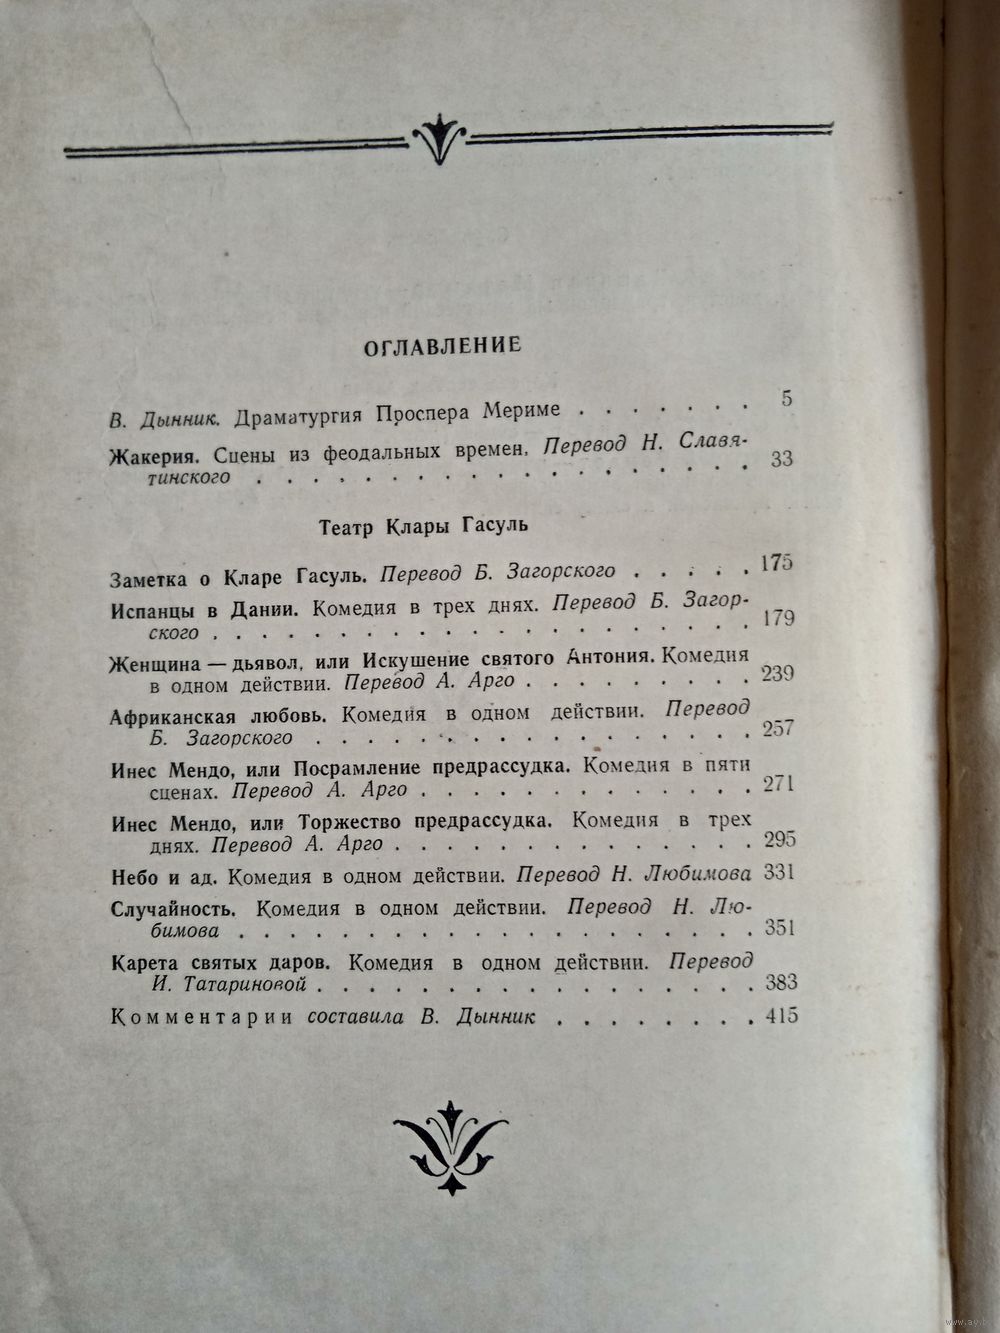 ОГЛАВЛЕНИЕ
В. Дынник. Драматургия Проспера Мериме . . . . . . . 5
Жакерия. Сцены из феодальных времен. Перевод Н. Славя-
тинского . . . . . . . . . . . . . . . . . . . 33
Театр Клары Гасуль
Заметка о Кларе Гасуль. Перевод Б. Загорского . . . . . 175
Испанцы в Дании. Комедия в трех днях. Перевод Б. Загор-
ского . . . . . . . . . . . . . . . . . . . . . 179
Женщина — дьявол, или Искушение святого Антония. Комедия
в одном действии. Перевод А. Арго . . . . . . . . . 239
Африканская любовь. Комедия в одном действии. Перевод
Б. Загорского . . . . . . . . . . . . . . . . . 257
Инес Мендо, или Посрамление предрассудка. Комедия в пяти
сценах. Перевод А. Арго . . . . . . . . . . . . . 271
Инес Мендо, или Торжество предрассудка. Комедия в трех
днях. Перевод А. Арго . . . . . . . . . . . . . . 295
Небо и ад. Комедия в одном действии. Перевод Н. Любимова 331
Случайность. Комедия в одном действии. Перевод Н. Лю-
бимова . . . . . . . . . . . . . . . . . . . . 351
Карета святых даров. Комедия в одном действии. Перевод
И. Татариновой . . . . . . . . . . . . . . . . . 383
Комментарии составила В. Дынник . . . . . . . . 415